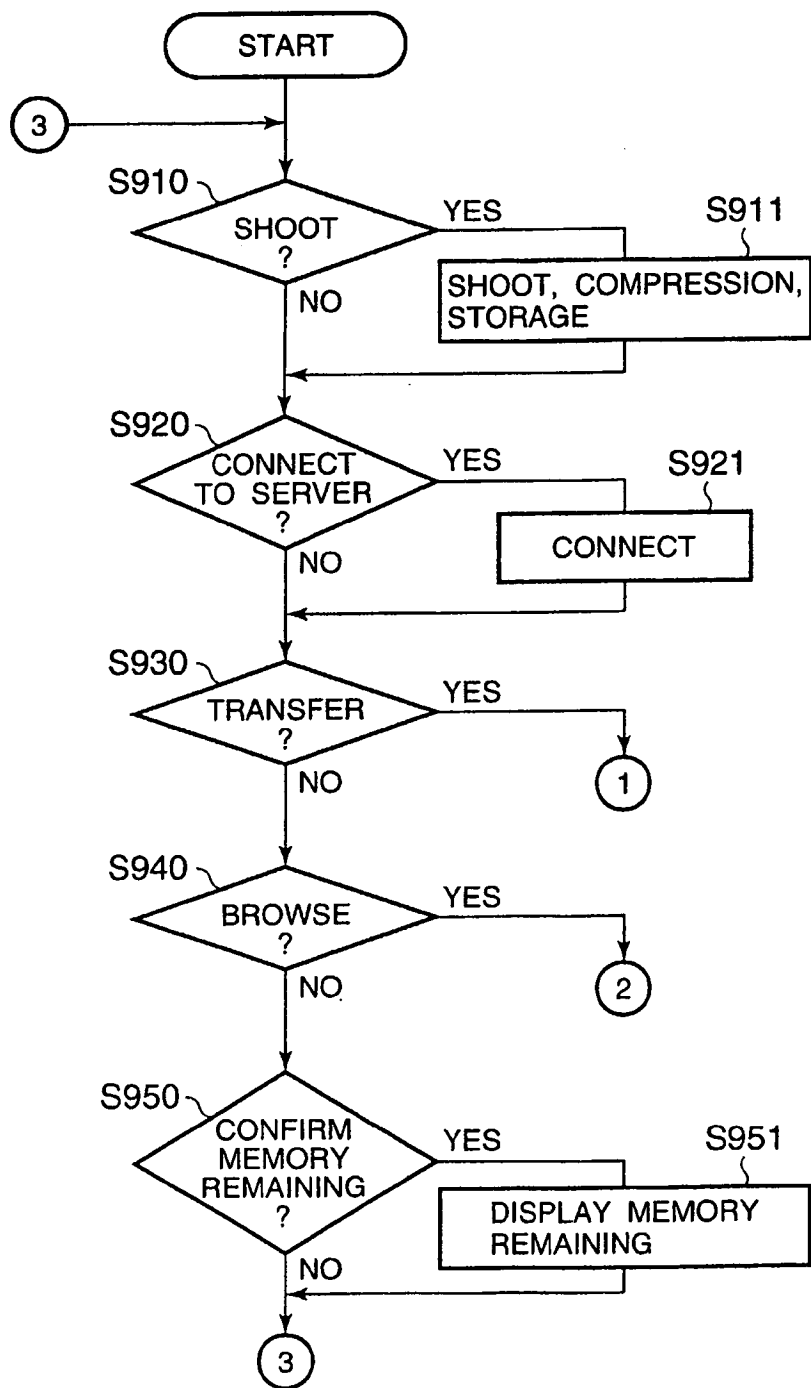 START
3
S910
SHOOT
?
YES
NO
S911
SHOOT, COMPRESSION,
STORAGE
S920
CONNECT
TO SERVER
?
YES
NO
S921
CONNECT
S930
TRANSFER
?
YES
NO
1
S940
BROWSE
?
YES
NO
2
S950
CONFIRM
MEMORY
REMAINING
?
YES
NO
S951
DISPLAY MEMORY
REMAINING
3